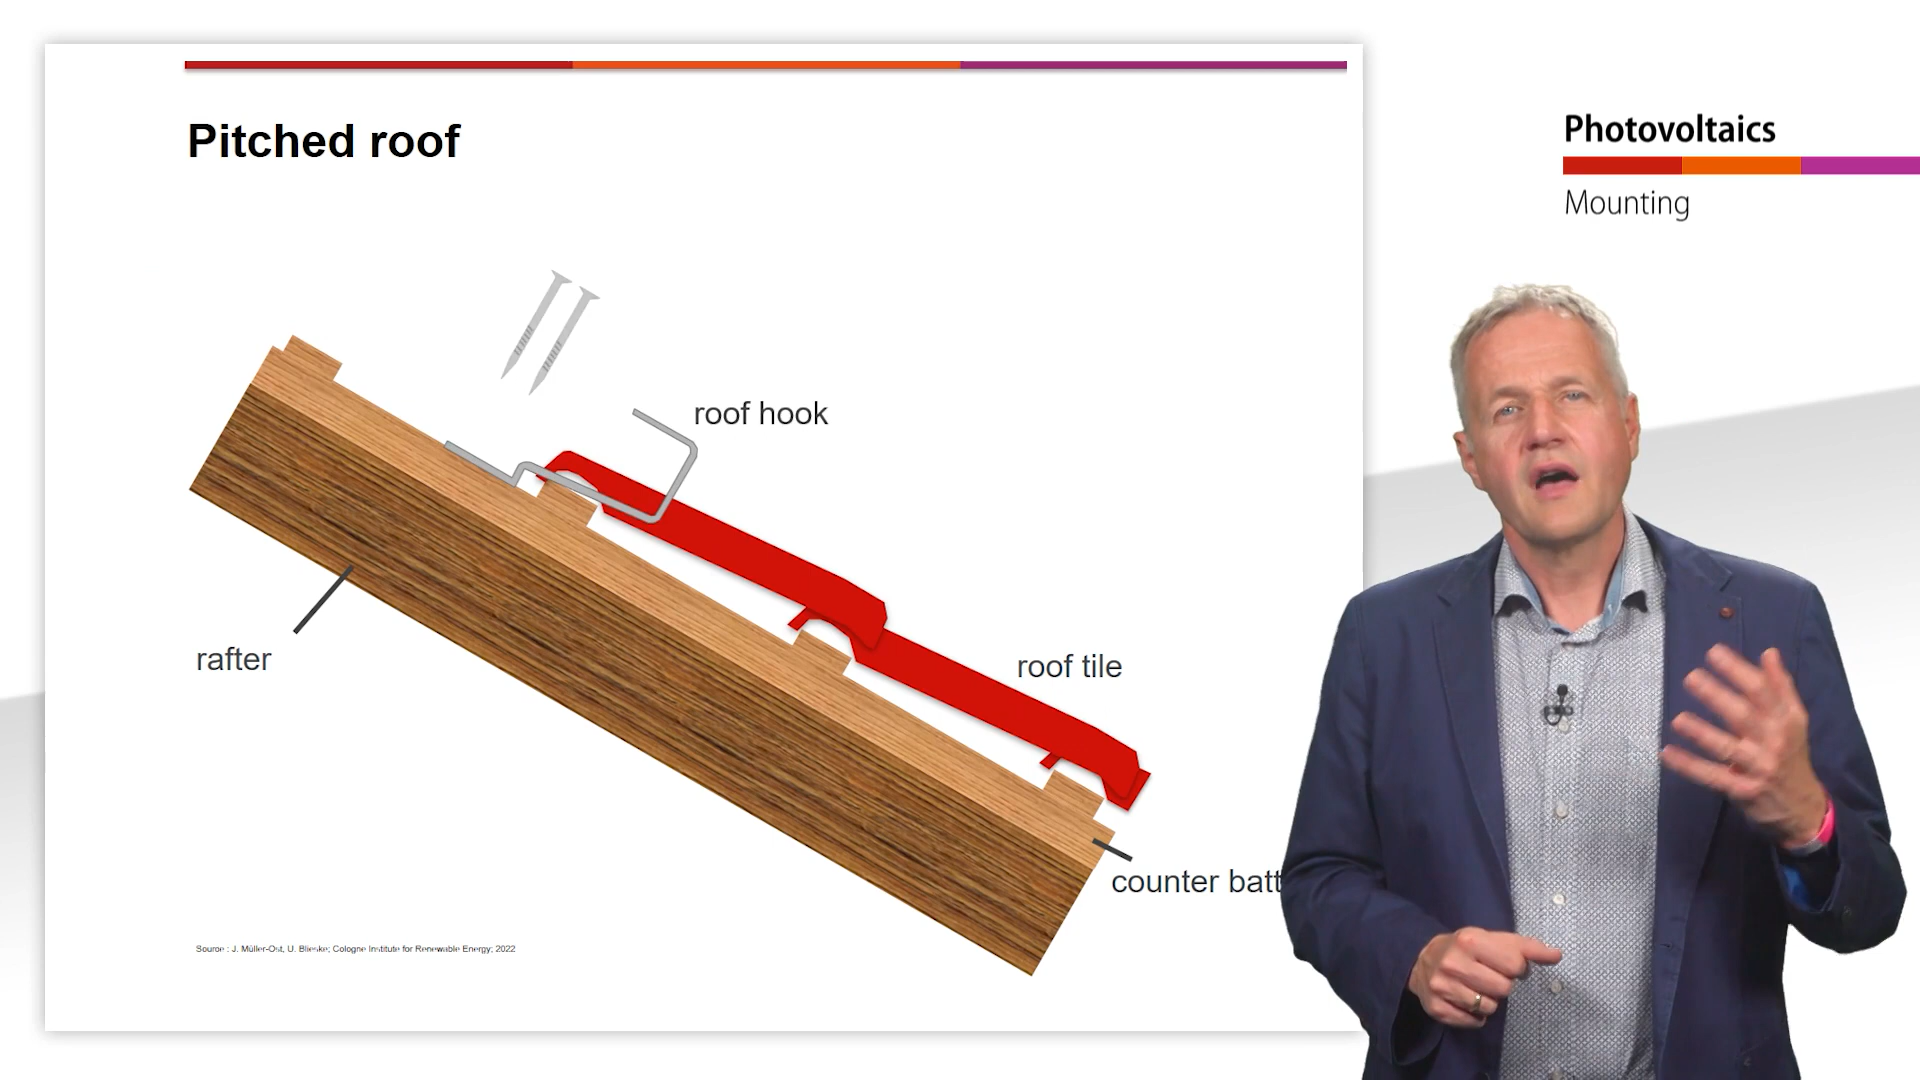 Pitched roof
Photovoltaics
Mounting
roof hook
rafter
roof tile
counter batt
Source : J. Müller-Ost, U. Blieske; Cologne Institute for Renewable Energy; 2022